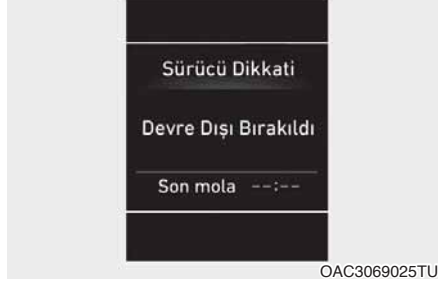 Sürücü Dikkati
Devre Dışı Bırakıldı
Son mola --:--
OAC3069025TU